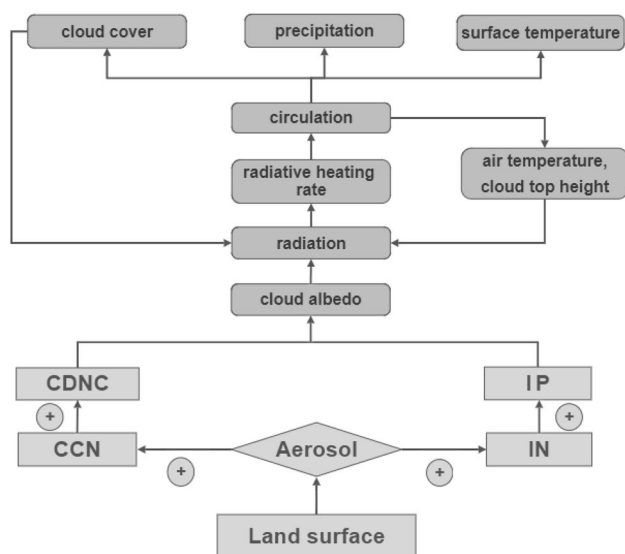 cloud cover
precipitation
surface temperature
circulation
radiative heating
rate
air temperature,
cloud top height
radiation
cloud albedo
CDNC
IP
+
+
CCN
Aerosol
IN
+
+
Land surface